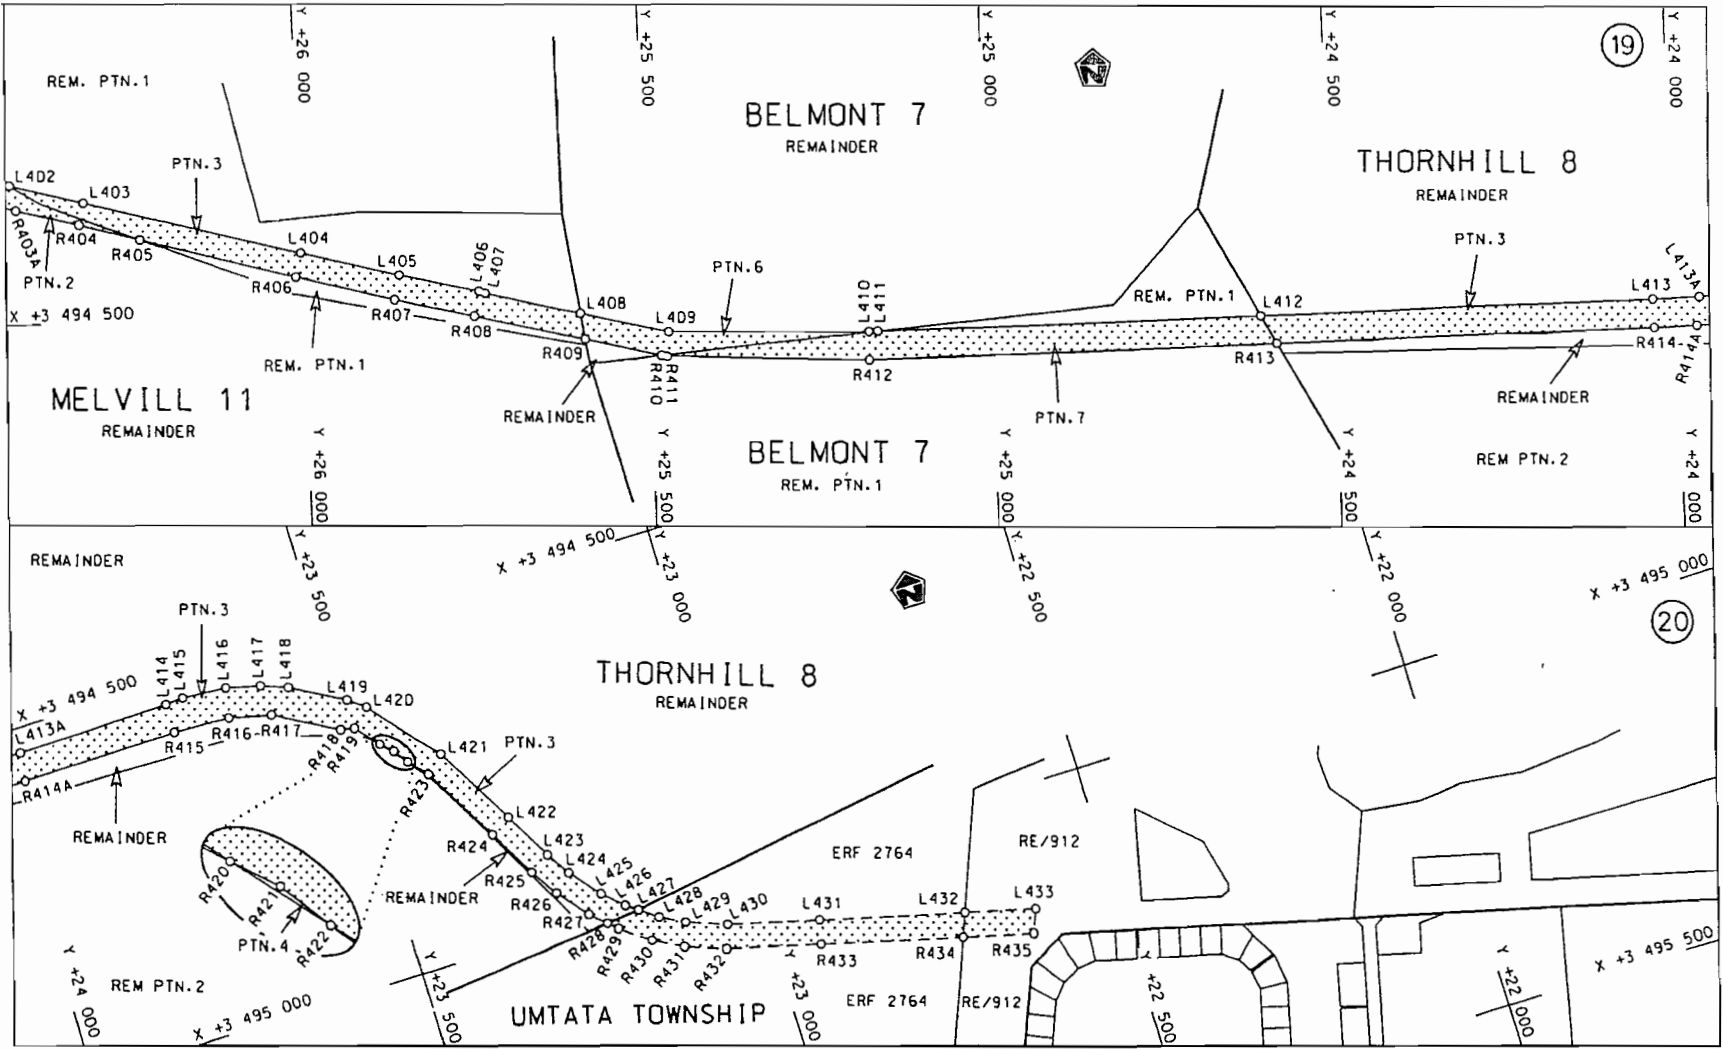 Y +26 000
Y +25 500
Y +25 000
Y +24 500
Y +24 000
19
REM. PTN.1
N
BELMONT 7
REMAINDER
THORNHILL 8
REMAINDER
PTN.3
L402
L403
R403A
R404
R405
PTN.2
L404
L405
L406
L407
R406
R407
R408
L408
R409
L409
PTN.6
L410
L411
REM. PTN.1
L412
PTN.3
L413
L413A
X +3 494 500
REM. PTN.1
R410
R411
R412
R413
R414
R414A
MELVILL 11
REMAINDER
REMAINDER
PTN.7
REMAINDER
BELMONT 7
REM. PTN.1
REM PTN.2
Y +26 000
Y +25 500
Y +25 000
Y +24 500
Y +24 000
REMAINDER
Y +23 500
X +3 494 500
Y +23 000
Y +22 500
Y +22 000
X +3 495 000
N
20
PTN.3
L414
L415
L416
L417
L418
L419
L420
THORNHILL 8
REMAINDER
X +3 494 500
L413A
R414A
R415
R416
R417
R418
R419
L421
PTN.3
R423
L422
REMAINDER
R424
L423
L424
L425
L426
L427
L428
L429
L430
L431
L432
L433
ERF 2764
RE/912
R420
R421
R422
PTN.4
REMAINDER
R425
R426
R427
R428
R429
R430
R431
R432
R433
R434
R435
REM PTN.2
Y +24 000
X +3 495 000
Y +23 500
UMTATA TOWNSHIP
Y +23 000
ERF 2764
RE/912
Y +22 500
Y +22 000
X +3 495 500